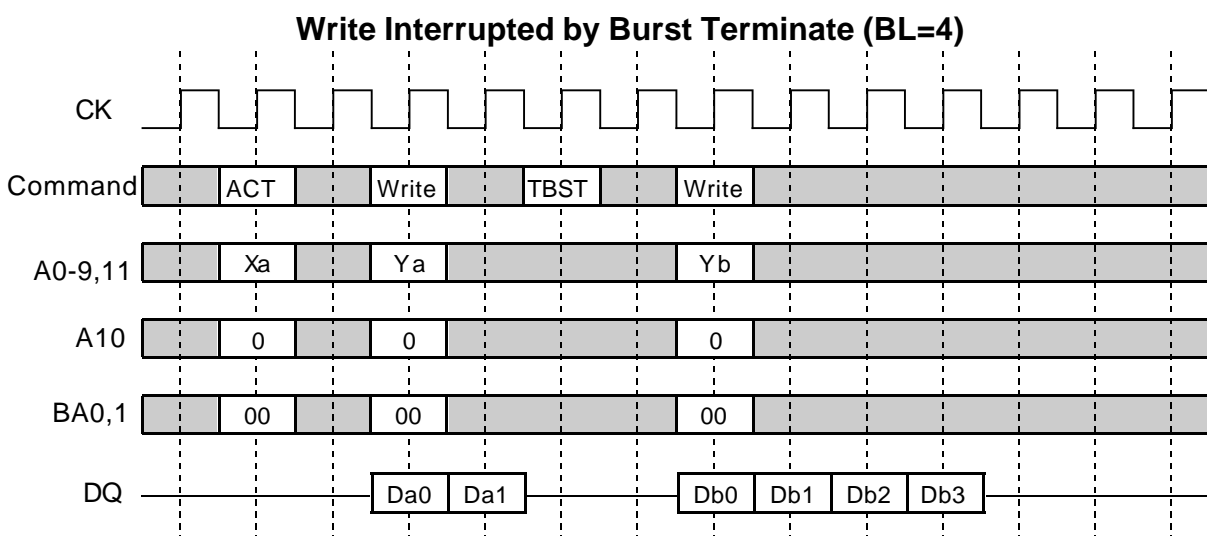 Write Interrupted by Burst Terminate (BL=4)
CK
Command ACT Write TBST Write
A0-9,11 Xa Ya Yb
A10 0 0 0
BA0,1 00 00 00
DQ Da0 Da1 Db0 Db1 Db2 Db3